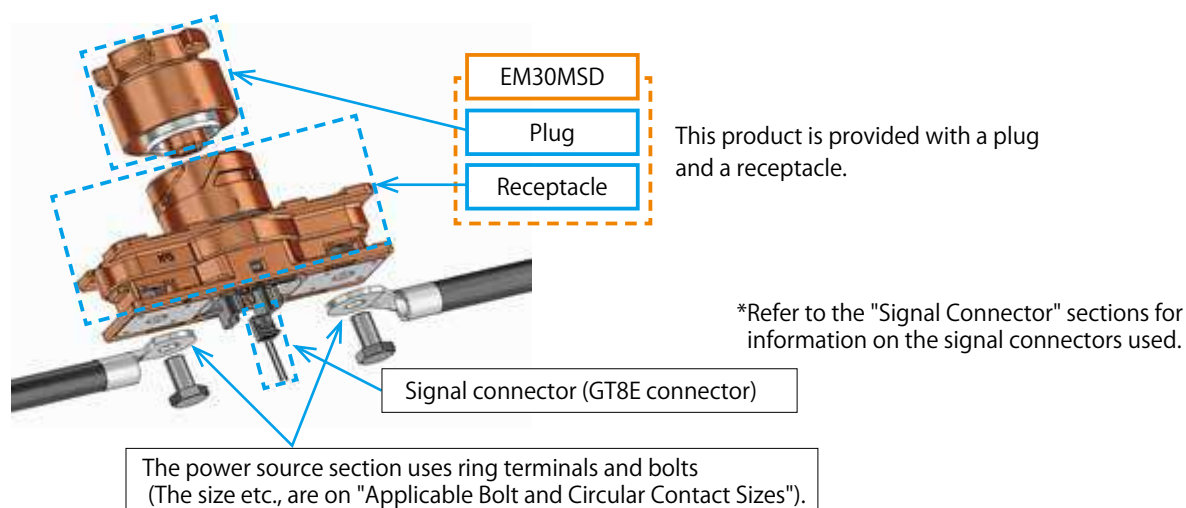 EM30MSD
Plug
Receptacle
This product is provided with a plug
and a receptacle.
*Refer to the "Signal Connector" sections for
information on the signal connectors used.
Signal connector (GT8E connector)
The power source section uses ring terminals and bolts
(The size etc., are on "Applicable Bolt and Circular Contact Sizes").